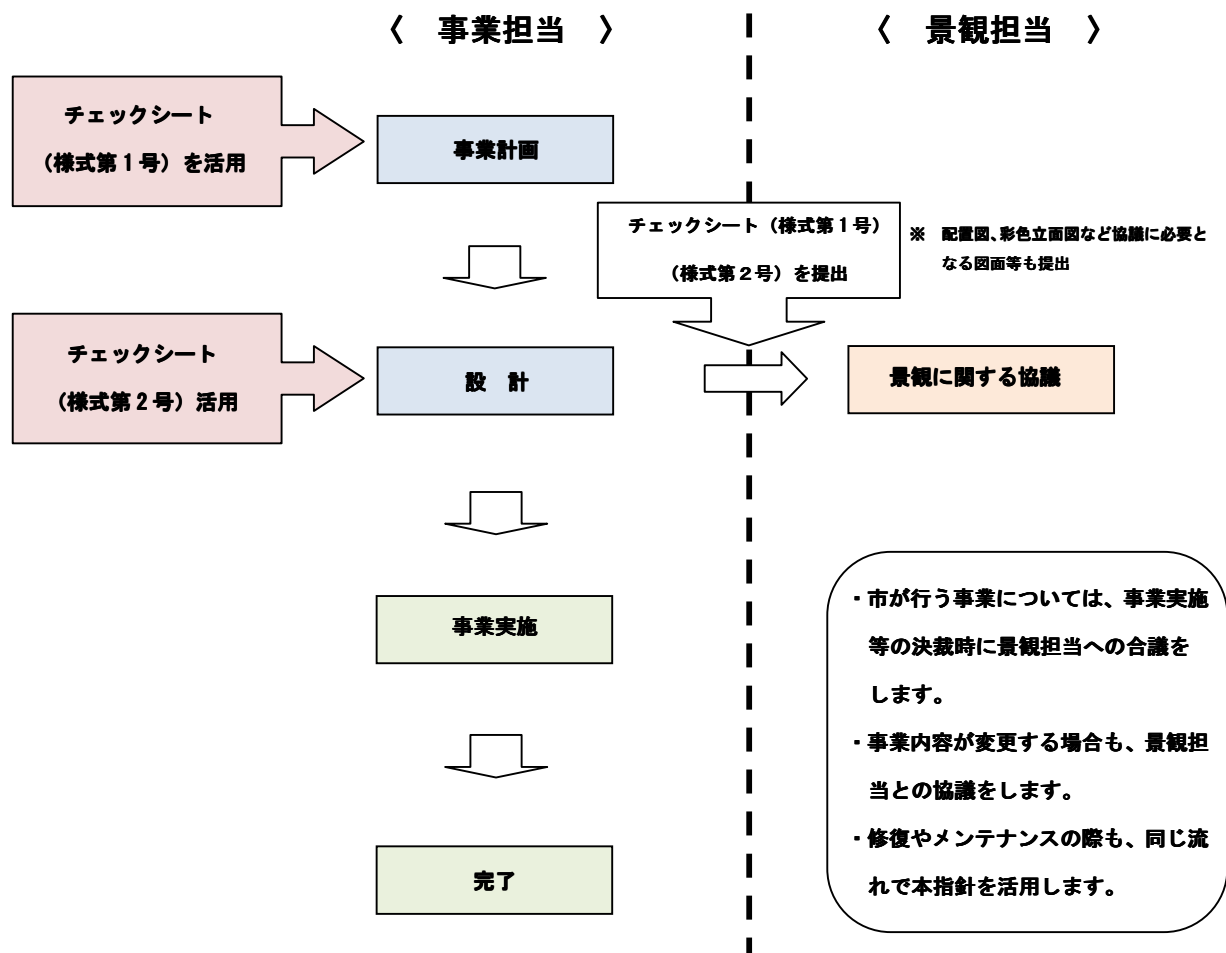 〈 事業担当 〉
〈 景観担当 〉
チェックシート
(様式第1号)を活用
事業計画
チェックシート(様式第1号)
(様式第2号)を提出
※ 配置図、彩色立面図など協議に必要と
なる図面等も提出
チェックシート
(様式第2号)活用
設 計
景観に関する協議
事業実施
・市が行う事業については、事業実施
等の決裁時に景観担当への合議を
します。
・事業内容が変更する場合も、景観担
当との協議をします。
・修復やメンテナンスの際も、同じ流
れで本指針を活用します。
完了